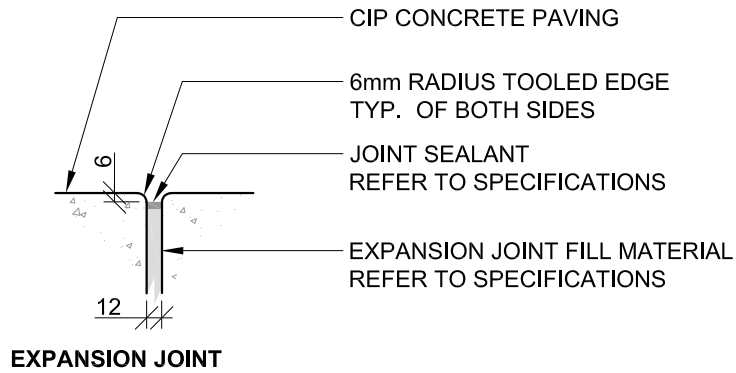 CIP CONCRETE PAVING
6mm RADIUS TOOLED EDGE
TYP. OF BOTH SIDES
JOINT SEALANT
REFER TO SPECIFICATIONS
6
EXPANSION JOINT FILL MATERIAL
REFER TO SPECIFICATIONS
12
EXPANSION JOINT